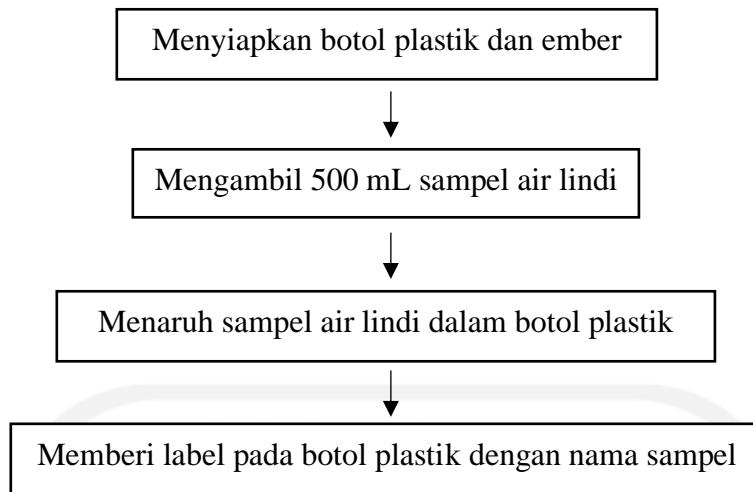 Menyiapkan botol plastik dan ember
Mengambil 500 mL sampel air lindi
Menaruh sampel air lindi dalam botol plastik
Memberi label pada botol plastik dengan nama sampel